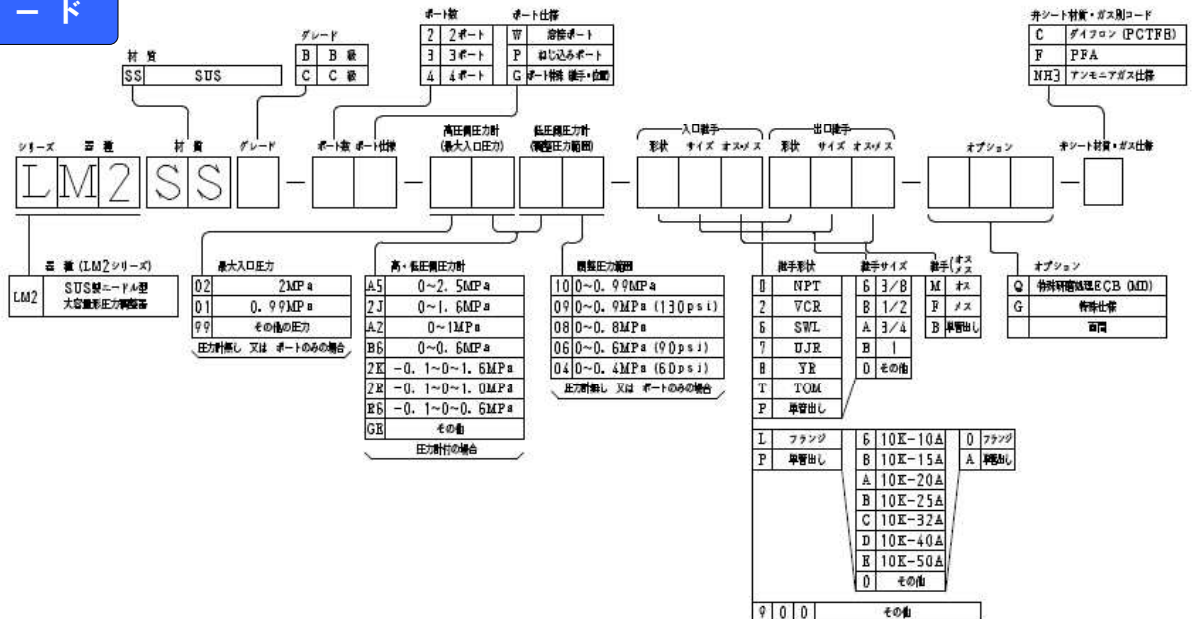 ード
材 質
SS SUS
グレード
B B 級
C C 級
ポート数
2 2ポート
3 3ポート
4 4ポート
ポート仕様
W 溶接ポート
P ねじ込みポート
G ポート特殊 継手・位置
弁シート材質・ガス別コード
C ダイフロン (PCTFB)
F PFA
NH3 アンモニアガス仕様
シリーズ 器種 材 質 グレード ポート数 ポート仕様
高圧側圧力計
(最大入口圧力)
低圧側圧力計
(調整圧力範囲)
入口継手
形状 サイズ オス・メス
出口継手
形状 サイズ オス・メス
オプション
弁シート材質・ガス仕様
LM2 SS □ － □□ － □□□□ － □□□□□□ － □□□ － □
器 種 (LM2シリーズ)
LM2 SUS製ニードル型
大容量形圧力調整器
最大入口圧力
02 2MPa
01 0.99MPa
99 その他の圧力
圧力計無し 又は ポートのみの場合
高・低圧側圧力計
A5 0~2.5MPa
2J 0~1.6MPa
A2 0~1MPa
B6 0~0.6MPa
2K -0.1~0~1.6MPa
2R -0.1~0~1.0MPa
R6 -0.1~0~0.6MPa
GE その他
圧力計付の場合
調整圧力範囲
10 0~0.99MPa
09 0~0.9MPa (130psi)
08 0~0.8MPa
06 0~0.6MPa (90psi)
04 0~0.4MPa (60psi)
圧力計無し 又は ポートのみの場合
継手形状
0 NPT
2 VCR
6 SWL
7 UJR
8 YR
T TOM
P 単管出し
継手サイズ
6 3/8
B 1/2
A 3/4
B 1
0 その他
継手(オス
メス
M オス
F メス
B 単管出し
オプション
Q 特殊研磨処理ECB (MD)
G 特殊仕様
L フランジ
P 単管出し
6 10K-10A
B 10K-15A
A 10K-20A
B 10K-25A
C 10K-32A
D 10K-40A
E 10K-50A
0 その他
0 フランジ
A 単管出し
9 0 0 その他